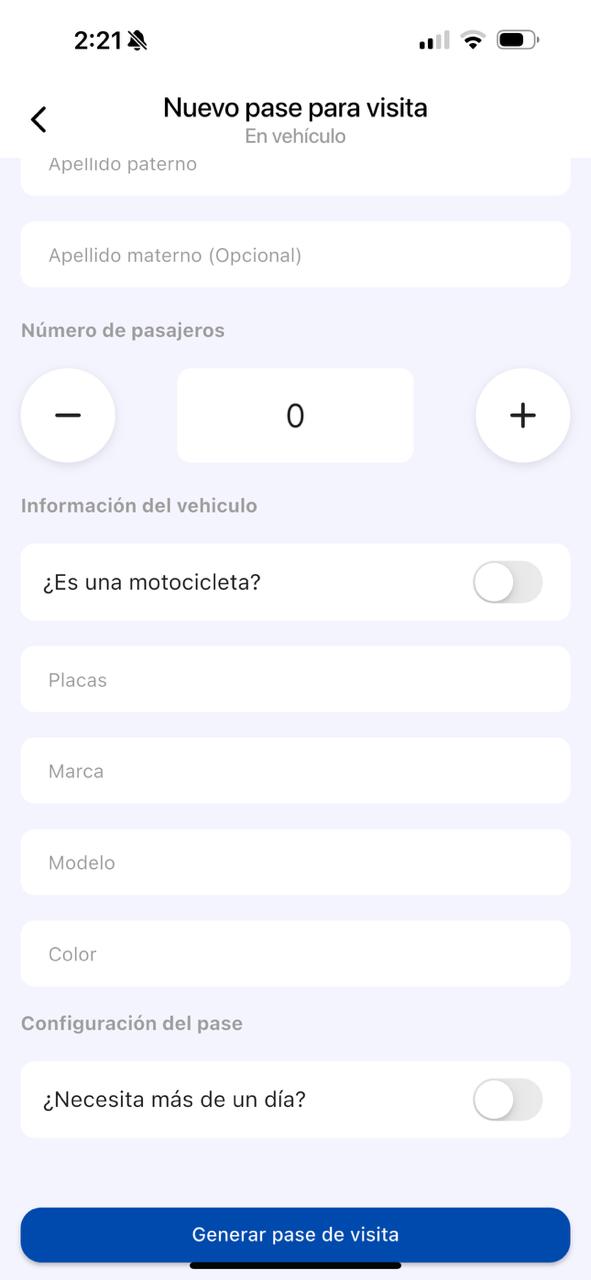 2:21
Nuevo pase para visita
En vehículo
Apellido paterno
Apellido materno (Opcional)
Número de pasajeros
0
Información del vehiculo
¿Es una motocicleta?
Placas
Marca
Modelo
Color
Configuración del pase
¿Necesita más de un día?
Generar pase de visita